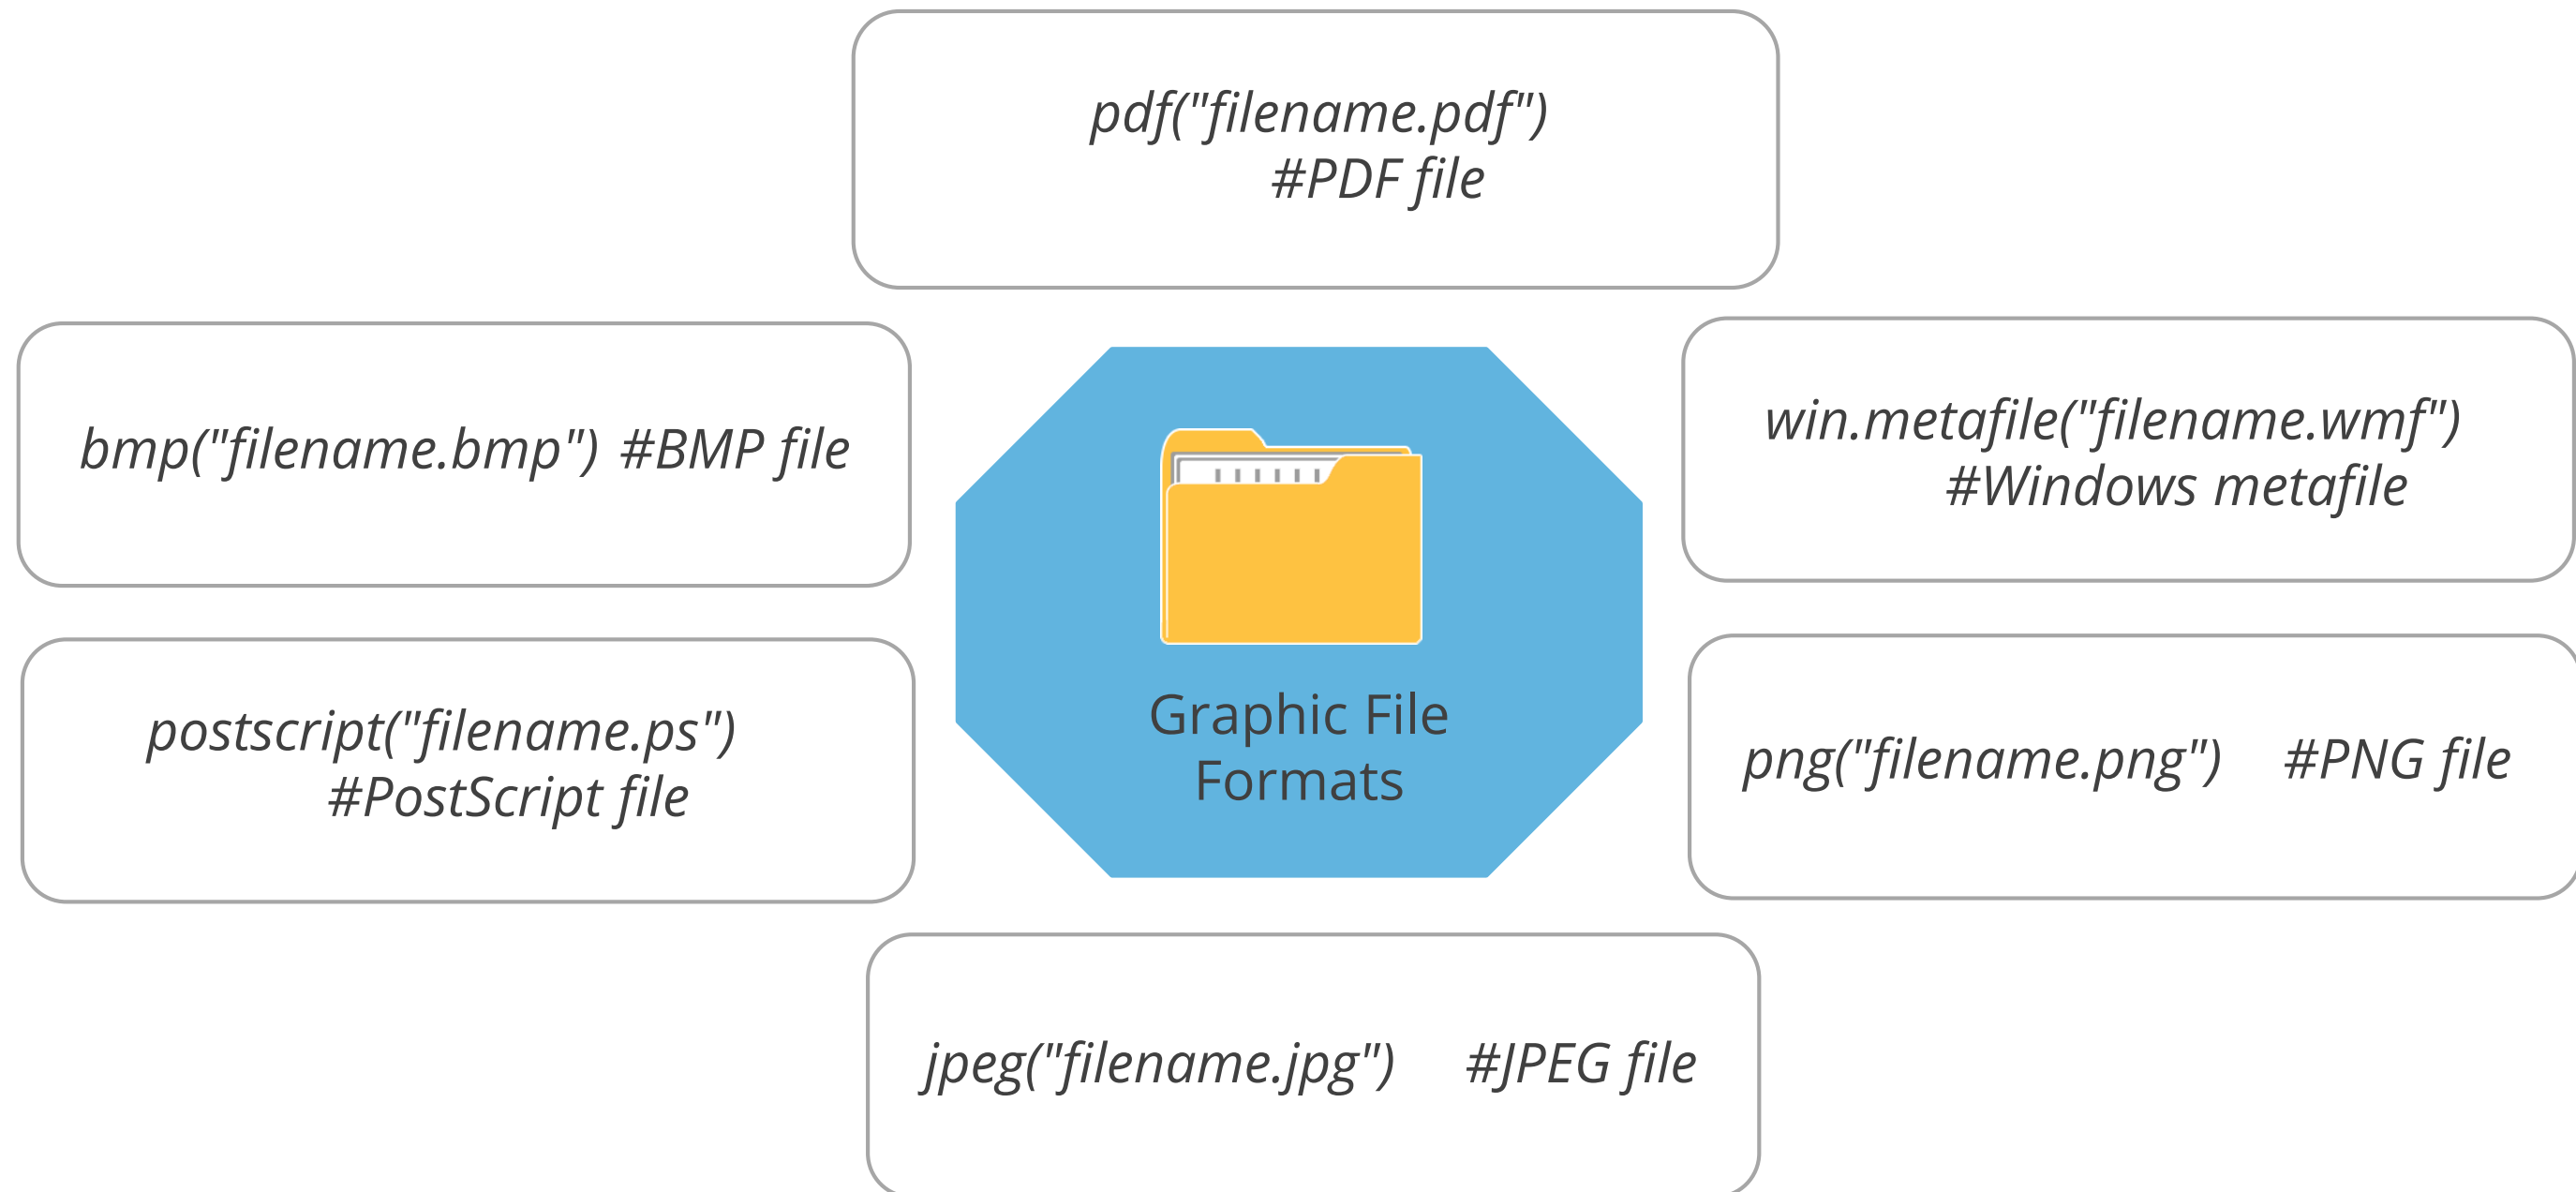 pdf("filename.pdf")
#PDF file
bmp("filename.bmp") #BMP file
win.metafile("filename.wmf")
#Windows metafile
Graphic File
Formats
postscript("filename.ps")
#PostScript file
png("filename.png") #PNG file
jpeg("filename.jpg") #JPEG file